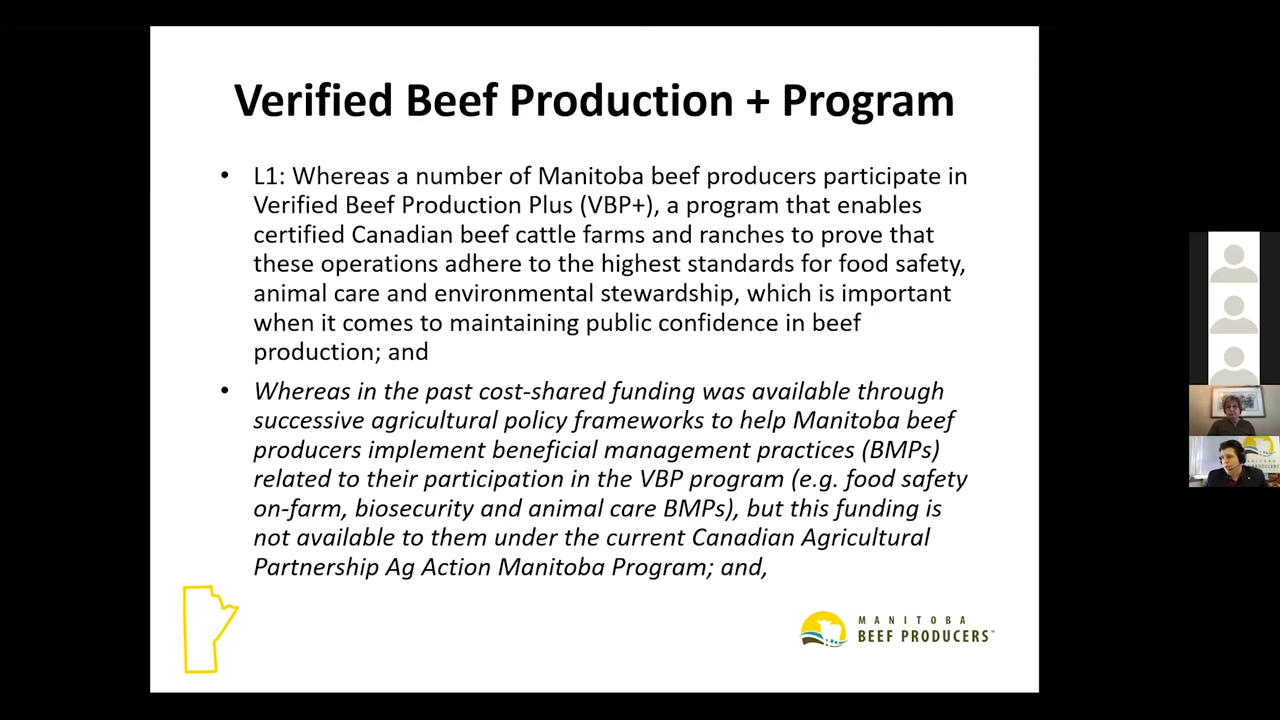 Verified Beef Production + Program
• L1: Whereas a number of Manitoba beef producers participate in
Verified Beef Production Plus (VBP+), a program that enables
certified Canadian beef cattle farms and ranches to prove that
these operations adhere to the highest standards for food safety,
animal care and environmental stewardship, which is important
when it comes to maintaining public confidence in beef
production; and
• Whereas in the past cost-shared funding was available through
successive agricultural policy frameworks to help Manitoba beef
producers implement beneficial management practices (BMPs)
related to their participation in the VBP program (e.g. food safety
on-farm, biosecurity and animal care BMPs), but this funding is
not available to them under the current Canadian Agricultural
Partnership Ag Action Manitoba Program; and,
MANITOBA
BEEF PRODUCERS™